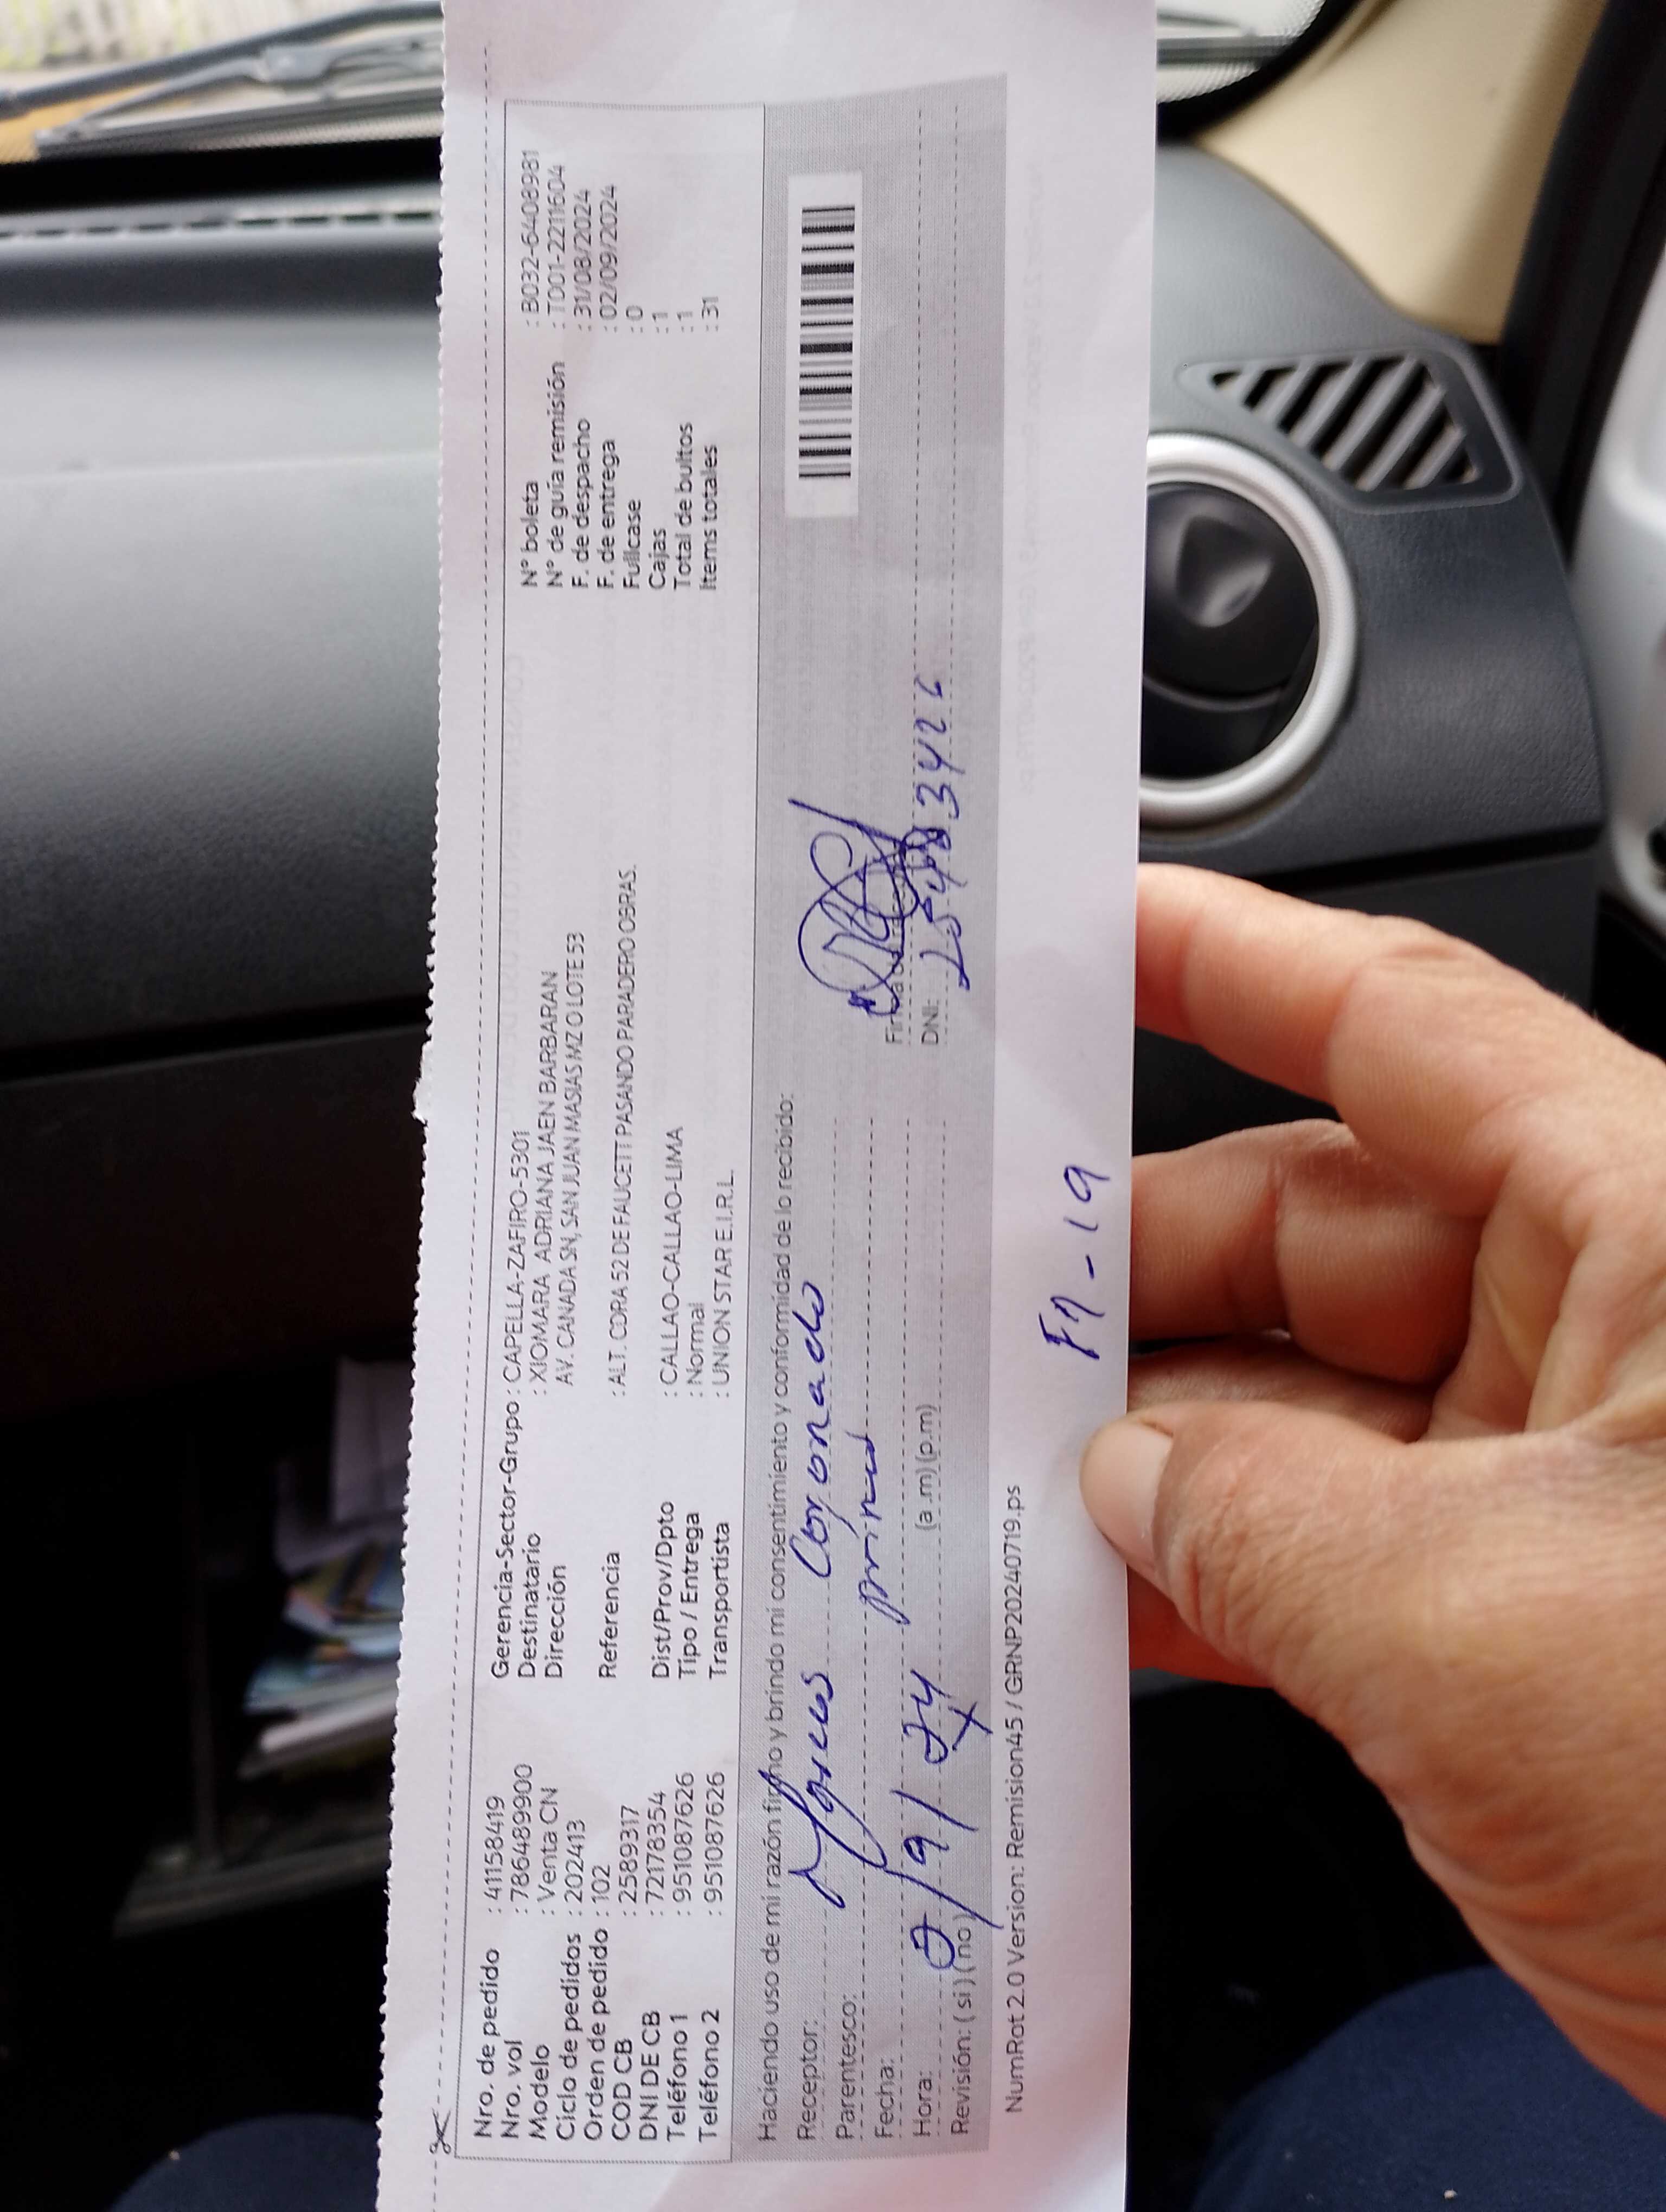 Nro. de pedido : 41158419
Nro. vol : 786489900
Modelo : Venta CN
Ciclo de pedidos : 202413
Orden de pedido : 102
COD CB : 25893​17
DNI DE CB : 72178354
Teléfono 1 : 951087626
Teléfono 2 : 951087626
Gerencia-Sector-Grupo : CAPELLA-ZAFIRO-5301
Destinatario : XIOMARA ADRIANA JAEN BARBARAN
Dirección AV. CANADA SN, SAN JUAN MASIAS MZ O LOTE 53
Referencia : ALT. CDRA 52 DE FAUCETT PASANDO PARADERO OBRAS.
Dist/Prov/Dpto : CALLAO-CALLAO-LIMA
Tipo / Entrega : Normal
Transportista : UNION STAR E.I.R.L.
N° boleta : B032-6408981
N° de guía remisión : T001-2211604
F. de despacho : 31/08/2024
F. de entrega : 02/09/2024
Fullcase : 0
Cajas : 1
Total de bultos : 1
Items totales : 31
Haciendo uso de mi razón firmo y brindo mi consentimiento y conformidad de lo recibido:
Receptor: Marcus Coronado
Parentesco:
Fecha: 9/24
Hora: (a.m) (p.m)
Revisión: ( si ) ( no )
DNI:
NumRot 2.0 Version: Remision45 / GRNP20240719.ps
-19